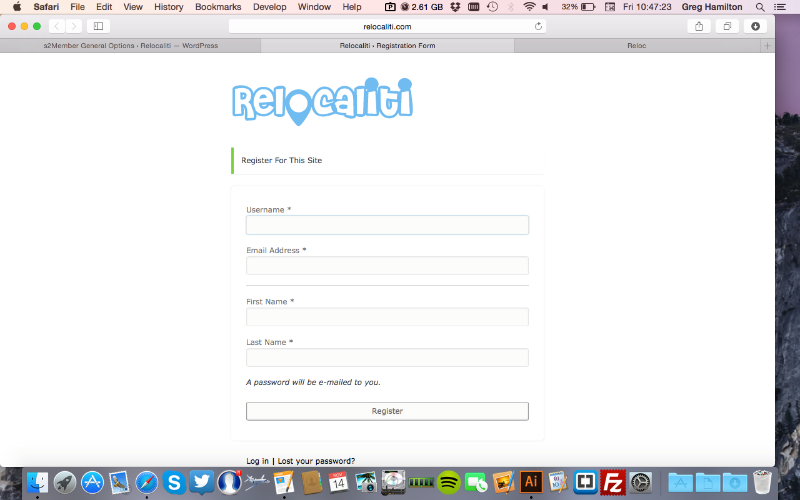 Safari File Edit View History Bookmarks Develop Window Help 2.61 GB 32% Fri 10:47:23 Greg Hamilton
relocaliti.com
s2Member General Options ‹ Relocaliti — WordPress Relocaliti › Registration Form Reloc
Relocaliti
Register For This Site
Username *
Email Address *
First Name *
Last Name *
A password will be e-mailed to you.
Register
Log in | Lost your password?
NOV
14
Ai
Fz